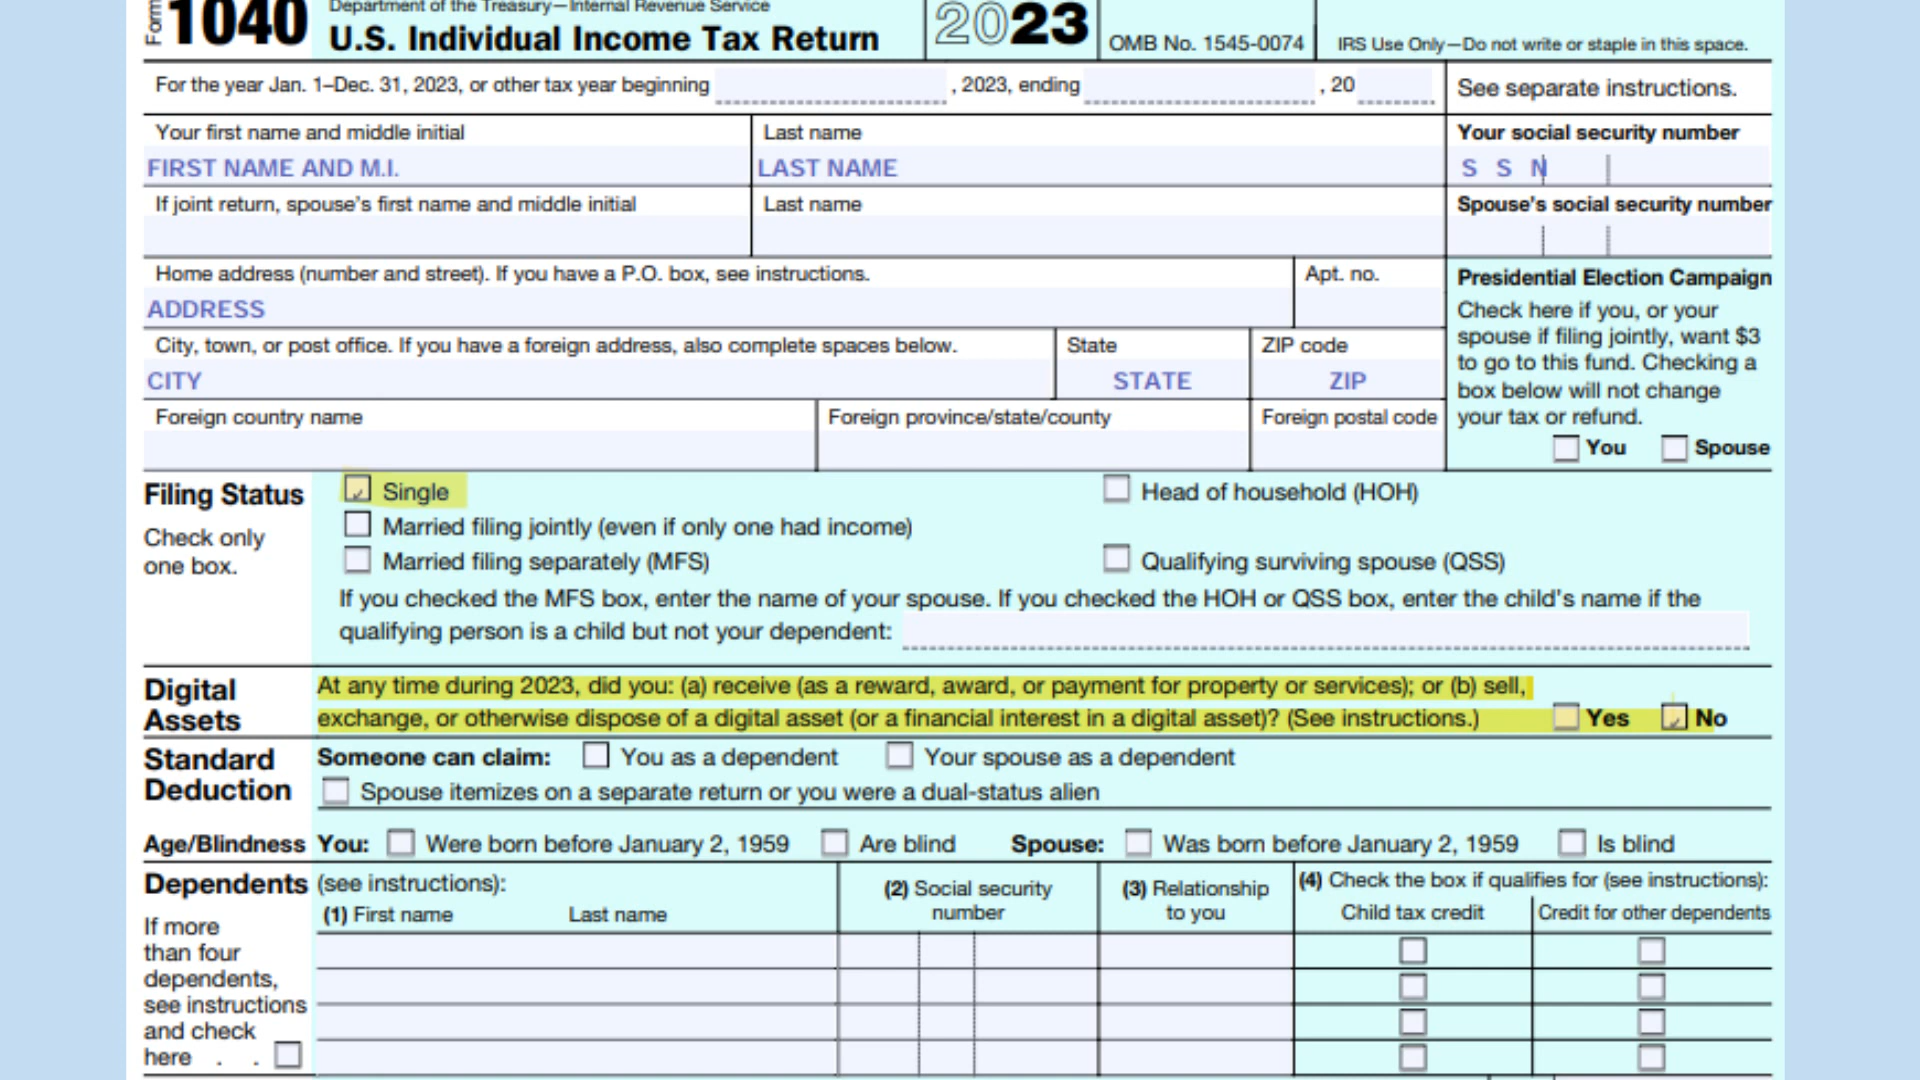 Form 1040
Department of the Treasury—Internal Revenue Service
U.S. Individual Income Tax Return
2023
OMB No. 1545-0074
IRS Use Only—Do not write or staple in this space.
For the year Jan. 1–Dec. 31, 2023, or other tax year beginning , 2023, ending , 20
See separate instructions.
Your first name and middle initial
FIRST NAME AND M.I.
Last name
LAST NAME
Your social security number
S S N
If joint return, spouse's first name and middle initial
Last name
Spouse's social security number
Home address (number and street). If you have a P.O. box, see instructions.
ADDRESS
Apt. no.
City, town, or post office. If you have a foreign address, also complete spaces below.
CITY
State
STATE
ZIP code
ZIP
Foreign country name
Foreign province/state/county
Foreign postal code
Presidential Election Campaign
Check here if you, or your
spouse if filing jointly, want $3
to go to this fund. Checking a
box below will not change
your tax or refund.
You Spouse
Filing Status
Check only
one box.
Single
Married filing jointly (even if only one had income)
Married filing separately (MFS)
Head of household (HOH)
Qualifying surviving spouse (QSS)
If you checked the MFS box, enter the name of your spouse. If you checked the HOH or QSS box, enter the child's name if the
qualifying person is a child but not your dependent:
Digital
Assets
At any time during 2023, did you: (a) receive (as a reward, award, or payment for property or services); or (b) sell,
exchange, or otherwise dispose of a digital asset (or a financial interest in a digital asset)? (See instructions.) Yes No
Standard
Deduction
Someone can claim: You as a dependent Your spouse as a dependent
Spouse itemizes on a separate return or you were a dual-status alien
Age/Blindness You: Were born before January 2, 1959 Are blind Spouse: Was born before January 2, 1959 Is blind
Dependents (see instructions):
If more
than four
dependents,
see instructions
and check
here . .
(1) First name Last name
(2) Social security
number
(3) Relationship
to you
(4) Check the box if qualifies for (see instructions):
Child tax credit
Credit for other dependents